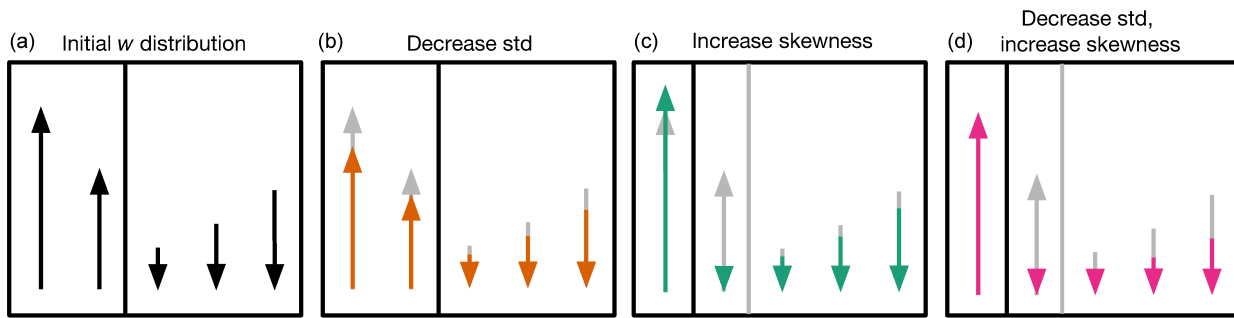 (a) Initial w distribution
(b) Decrease std
(c) Increase skewness
(d) Decrease std,
increase skewness